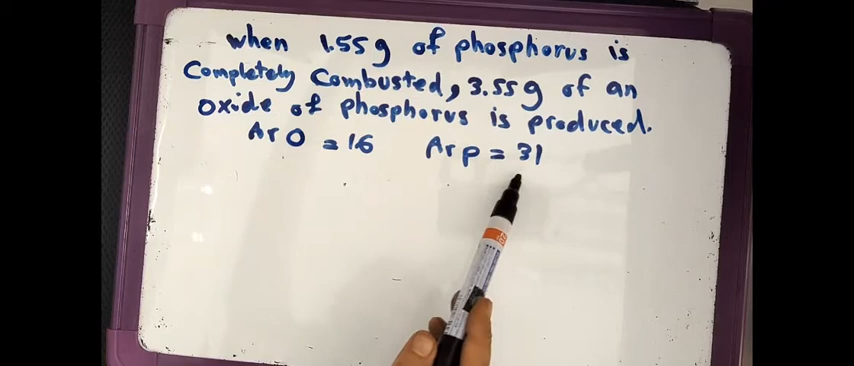 when 1.55g of phosphorus is
Completely Combusted, 3.55g of an
oxide of phosphorus is produced.
Ar O = 16 Ar p = 31